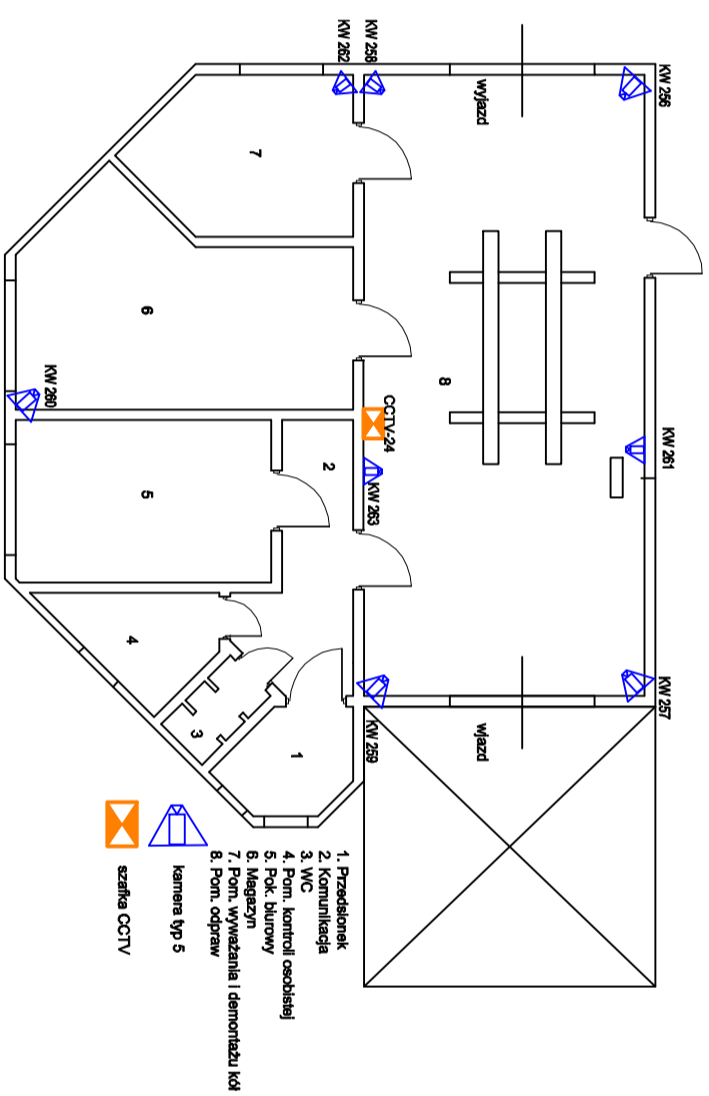 KW 256
KW 261
KW 257
wyjazd
wjazd
8
KW 258
KW 262
CCTV-24
KW 263
KW 259
7
6
2
KW 260
5
4
3
1
1. Przedsionek
2. Komunikacja
3. WC
4. Pom. kontroli osobistej
5. Pok. biurowy
6. Magazyn
7. Pom. wyważania i demontażu kół
8. Pom. odpraw
kamera typ 5
szafka CCTV